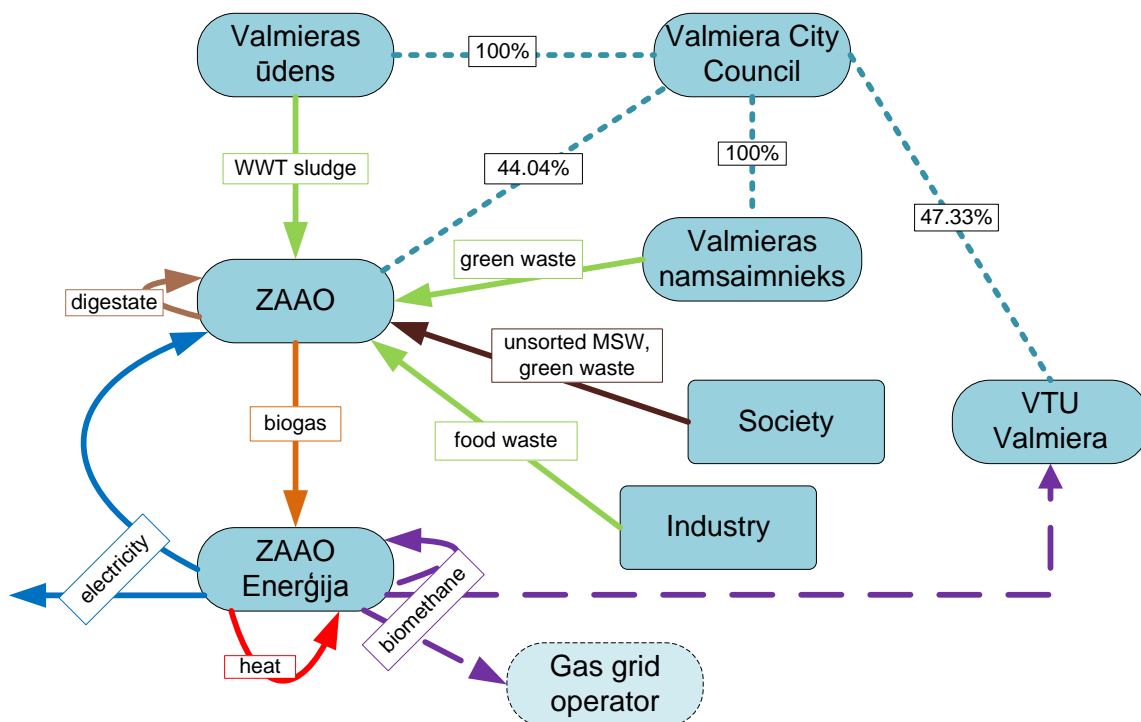 Valmieras
ūdens
100%
Valmiera City
Council
WWT sludge
44.04%
100%
47.33%
green waste
Valmieras
namsaimnieks
digestate
ZAAO
unsorted MSW,
green waste
biogas
food waste
Society
VTU
Valmiera
Industry
electricity
ZAAO
Enerģija
biomethane
heat
Gas grid
operator